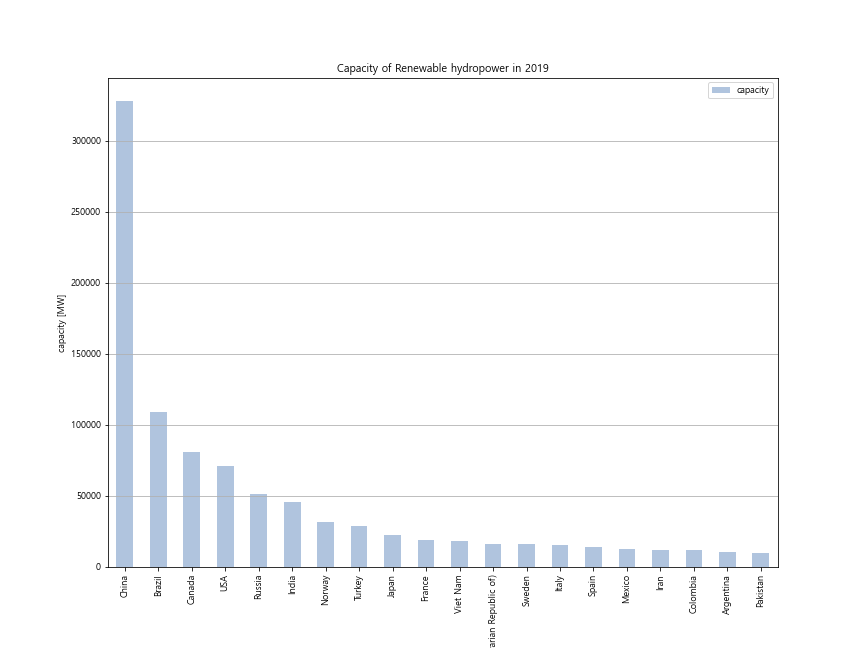 Capacity of Renewable hydropower in 2019
capacity
300000
250000
200000
150000
100000
50000
0
capacity [MW]
China
Brazil
Canada
USA
Russia
India
Norway
Turkey
Japan
France
Viet Nam
arian Republic of)
Sweden
Italy
Spain
Mexico
Iran
Colombia
Argentina
Pakistan